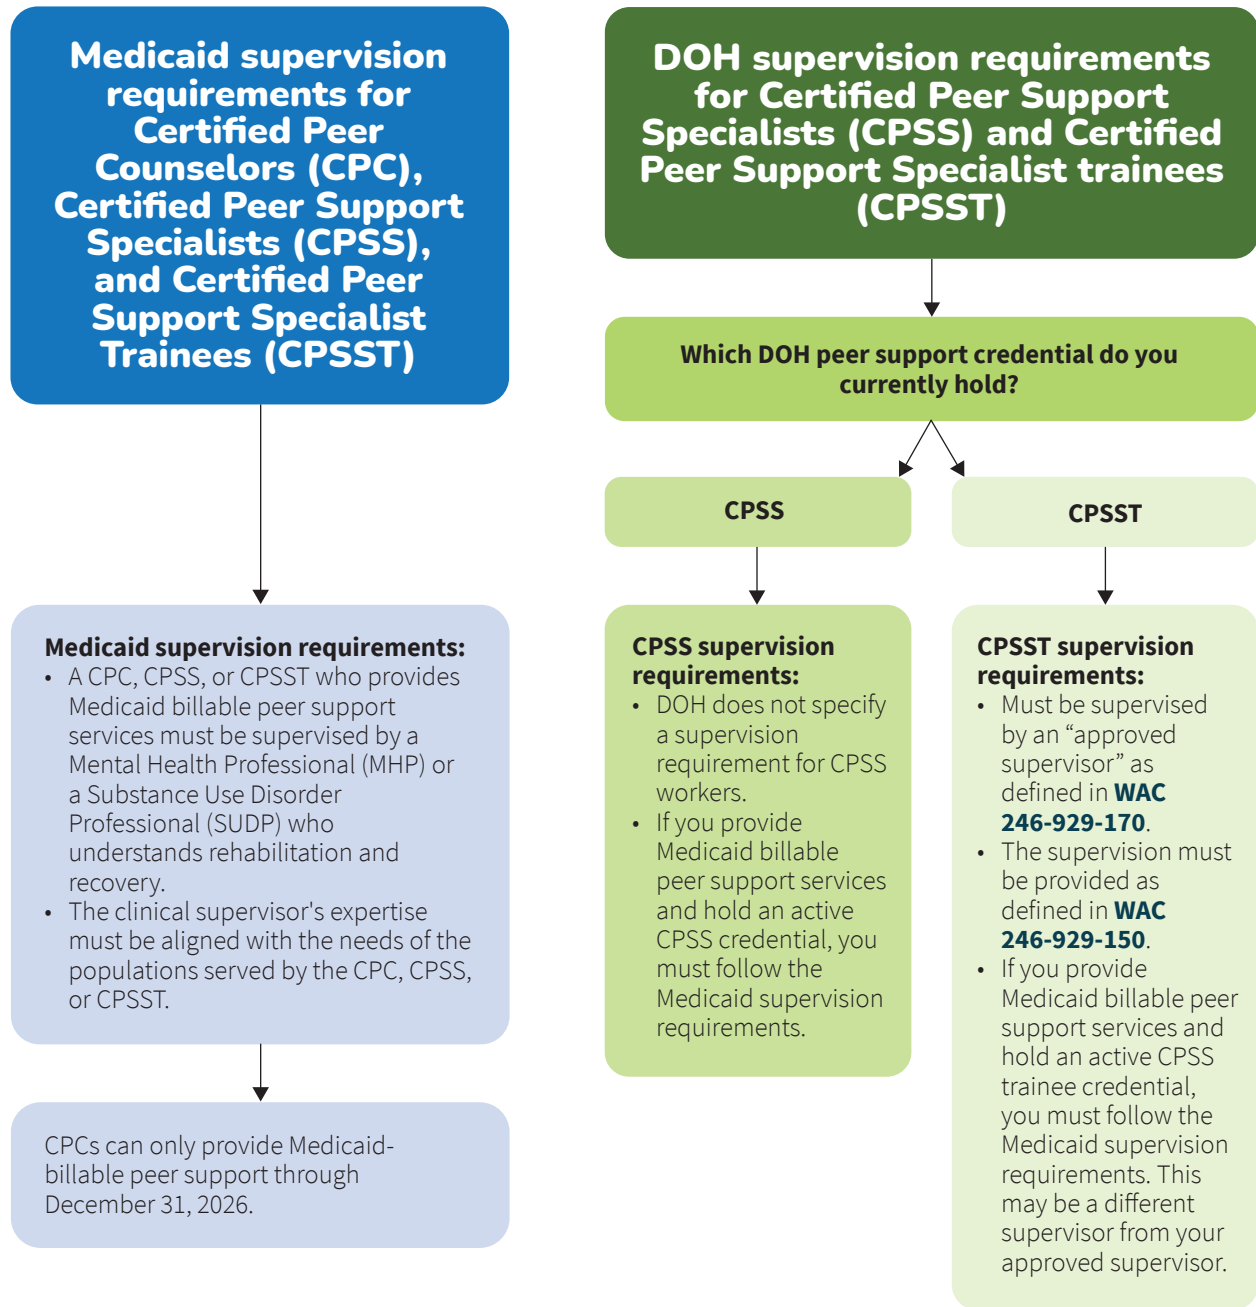 Medicaid supervision
requirements for
Certified Peer
Counselors (CPC),
Certified Peer Support
Specialists (CPSS),
and Certified Peer
Support Specialist
Trainees (CPSST)
Medicaid supervision requirements:
• A CPC, CPSS, or CPSST who provides
Medicaid billable peer support
services must be supervised by a
Mental Health Professional (MHP) or
a Substance Use Disorder
Professional (SUDP) who
understands rehabilitation and
recovery.
• The clinical supervisor's expertise
must be aligned with the needs of the
populations served by the CPC, CPSS,
or CPSST.
CPCs can only provide Medicaid-
billable peer support through
December 31, 2026.
DOH supervision requirements
for Certified Peer Support
Specialists (CPSS) and Certified
Peer Support Specialist trainees
(CPSST)
Which DOH peer support credential do you
currently hold?
CPSS
CPSS supervision
requirements:
• DOH does not specify
a supervision
requirement for CPSS
workers.
• If you provide
Medicaid billable
peer support services
and hold an active
CPSS credential, you
must follow the
Medicaid supervision
requirements.
CPSST
CPSST supervision
requirements:
• Must be supervised
by an “approved
supervisor” as
defined in WAC
246-929-170.
• The supervision must
be provided as
defined in WAC
246-929-150.
• If you provide
Medicaid billable peer
support services and
hold an active CPSS
trainee credential,
you must follow the
Medicaid supervision
requirements. This
may be a different
supervisor from your
approved supervisor.